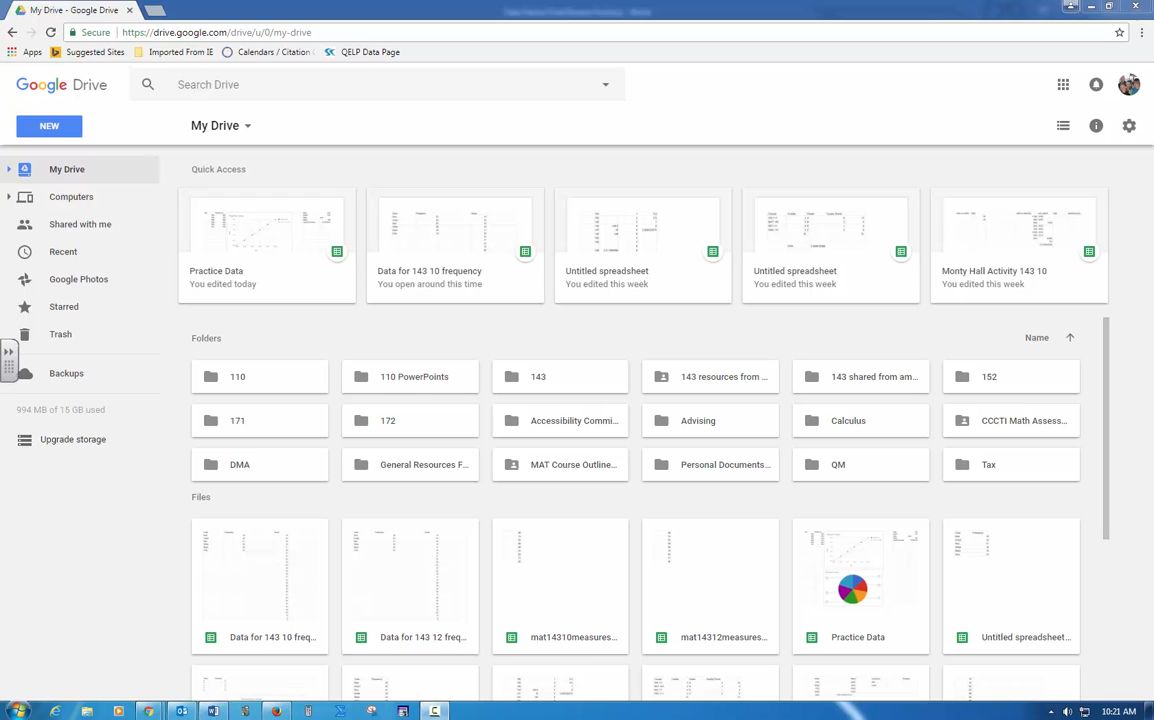 My Drive - Google Drive
Secure https://drive.google.com/drive/u/0/my-drive
Apps Suggested Sites Imported From IE Calendars / Citation QELP Data Page
Google Drive Search Drive
NEW My Drive
My Drive
Computers
Shared with me
Recent
Google Photos
Starred
Trash
Backups
994 MB of 15 GB used
Upgrade storage
Quick Access
Practice Data
You edited today
Data for 143 10 frequency
You open around this time
Untitled spreadsheet
You edited this week
Untitled spreadsheet
You edited this week
Monty Hall Activity 143 10
You edited this week
Folders Name
110 110 PowerPoints 143 143 resources from ... 143 shared from am... 152
171 172 Accessibility Commi... Advising Calculus CCCTI Math Assess...
DMA General Resources F... MAT Course Outline... Personal Documents... QM Tax
Files
Data for 143 10 freq... Data for 143 12 freq... mat14310measures... mat14312measures... Practice Data Untitled spreadsheet...
10:21 AM